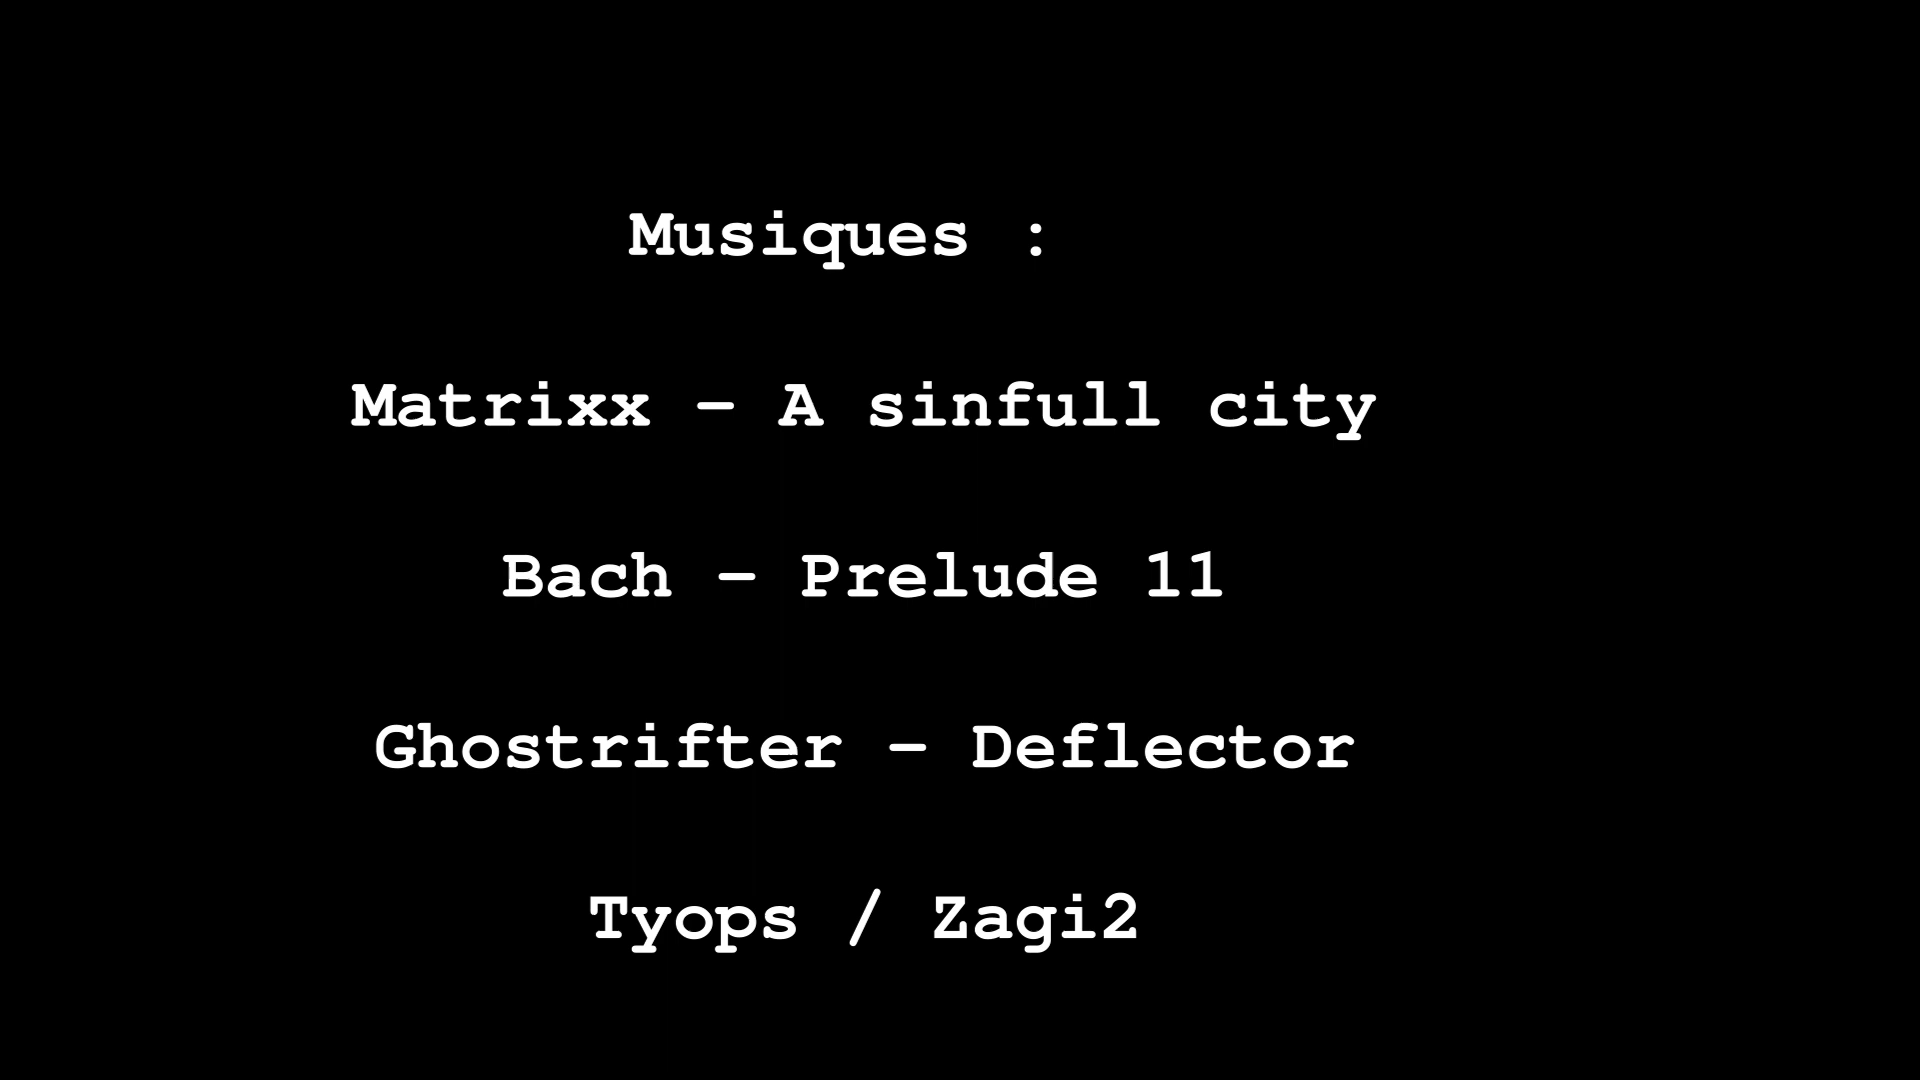 Musiques :
Matrixx - A sinfull city
Bach - Prelude 11
Ghostrifter - Deflector
Tyops / Zagi2